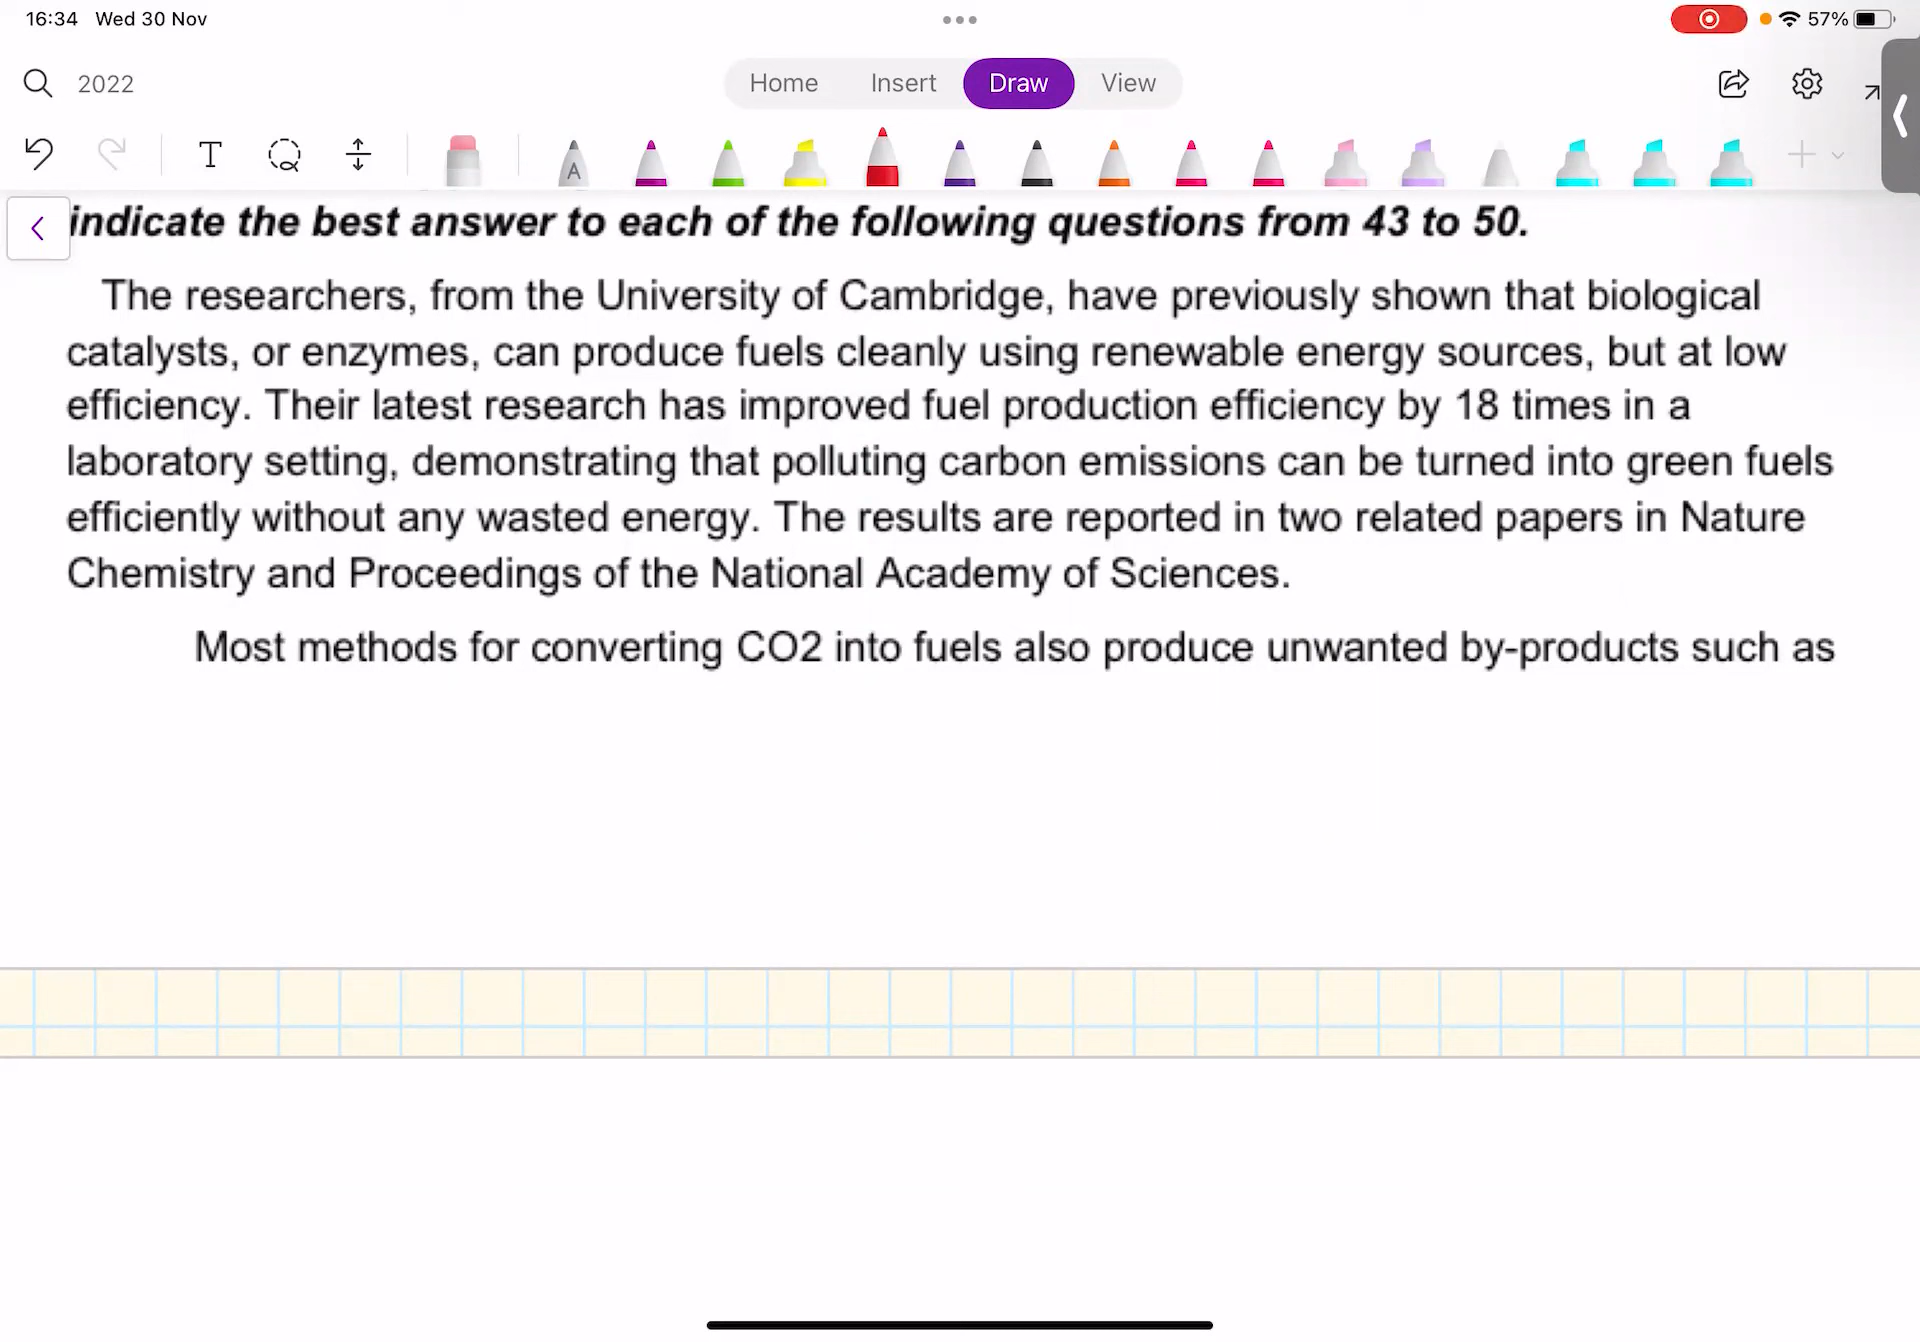 16:34 Wed 30 Nov
57%
2022
Home Insert Draw View
T
A
indicate the best answer to each of the following questions from 43 to 50.
The researchers, from the University of Cambridge, have previously shown that biological
catalysts, or enzymes, can produce fuels cleanly using renewable energy sources, but at low
efficiency. Their latest research has improved fuel production efficiency by 18 times in a
laboratory setting, demonstrating that polluting carbon emissions can be turned into green fuels
efficiently without any wasted energy. The results are reported in two related papers in Nature
Chemistry and Proceedings of the National Academy of Sciences.
Most methods for converting CO2 into fuels also produce unwanted by-products such as